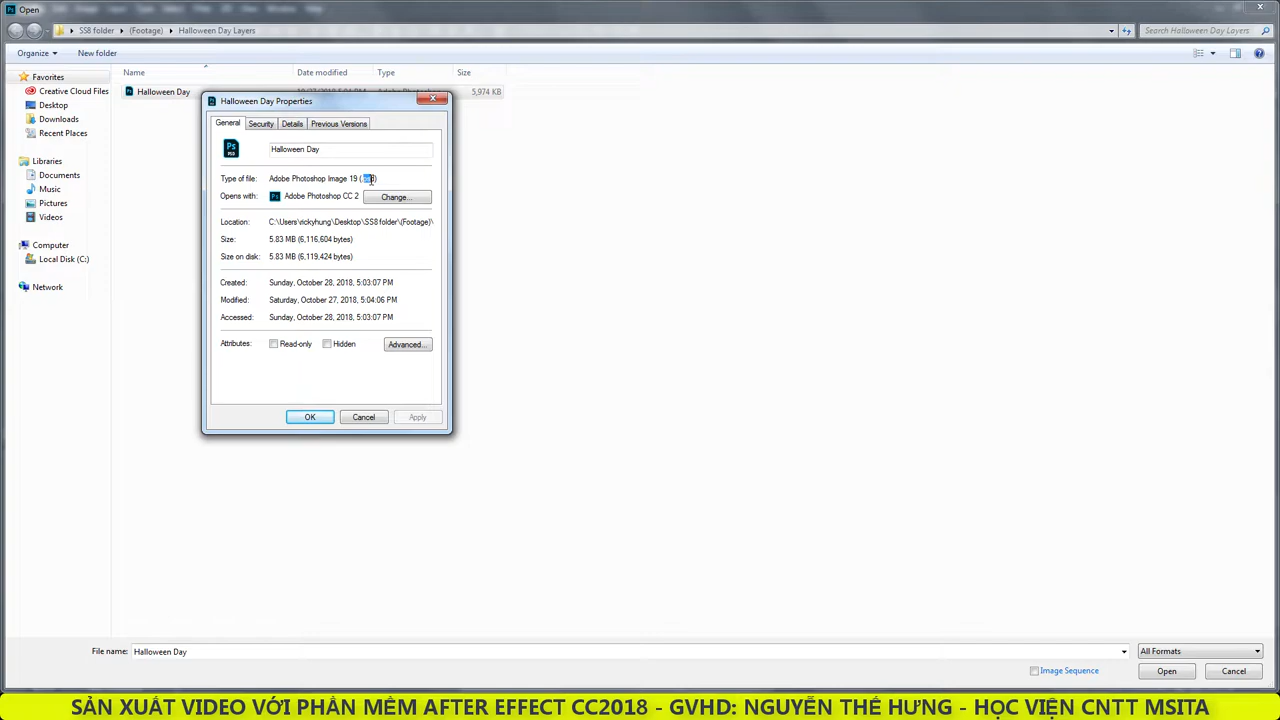 Open
SS8 folder (Footage) Halloween Day Layers
Search Halloween Day Layers
Organize New folder
Favorites
Creative Cloud Files
Desktop
Downloads
Recent Places
Libraries
Documents
Music
Pictures
Videos
Computer
Local Disk (C:)
Network
Name Date modified Type Size
Halloween Day 5,974 KB
Halloween Day Properties
General Security Details Previous Versions
Halloween Day
Type of file: Adobe Photoshop Image 19 (.psd)
Opens with: Adobe Photoshop CC 2 Change...
Location: C:\Users\rickyhung\Desktop\SS8 folder\(Footage)\
Size: 5.83 MB (6,116,604 bytes)
Size on disk: 5.83 MB (6,119,424 bytes)
Created: Sunday, October 28, 2018, 5:03:07 PM
Modified: Saturday, October 27, 2018, 5:04:06 PM
Accessed: Sunday, October 28, 2018, 5:03:07 PM
Attributes: Read-only Hidden Advanced...
OK Cancel Apply
File name: Halloween Day All Formats
Image Sequence
Open Cancel
SẢN XUẤT VIDEO VỚI PHẦN MỀM AFTER EFFECT CC2018 - GVHD: NGUYỄN THẾ HƯNG - HỌC VIỆN CNTT MSITA